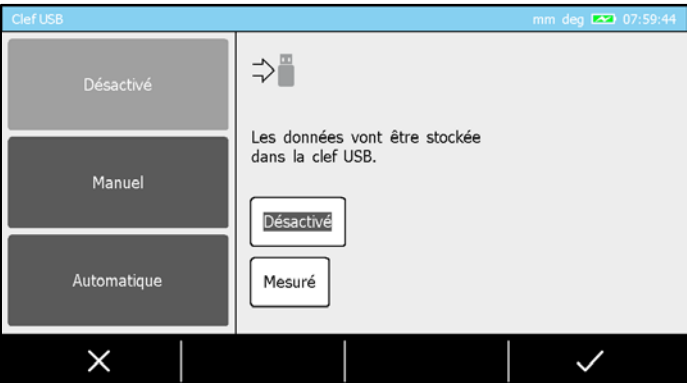 Clef USB
mm deg 07:59:44
Désactivé
Manuel
Automatique
Les données vont être stockée
dans la clef USB.
Désactivé
Mesuré